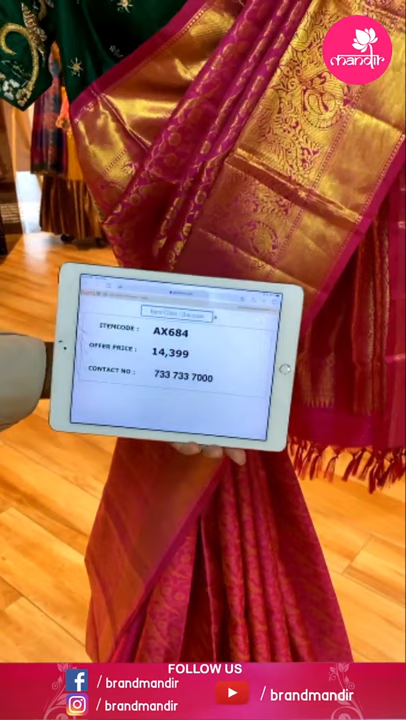 mandir
ITEMCODE : AX684
OFFER PRICE : 14,399
CONTACT NO : 733 733 7000
FOLLOW US
/ brandmandir
/ brandmandir
/ brandmandir